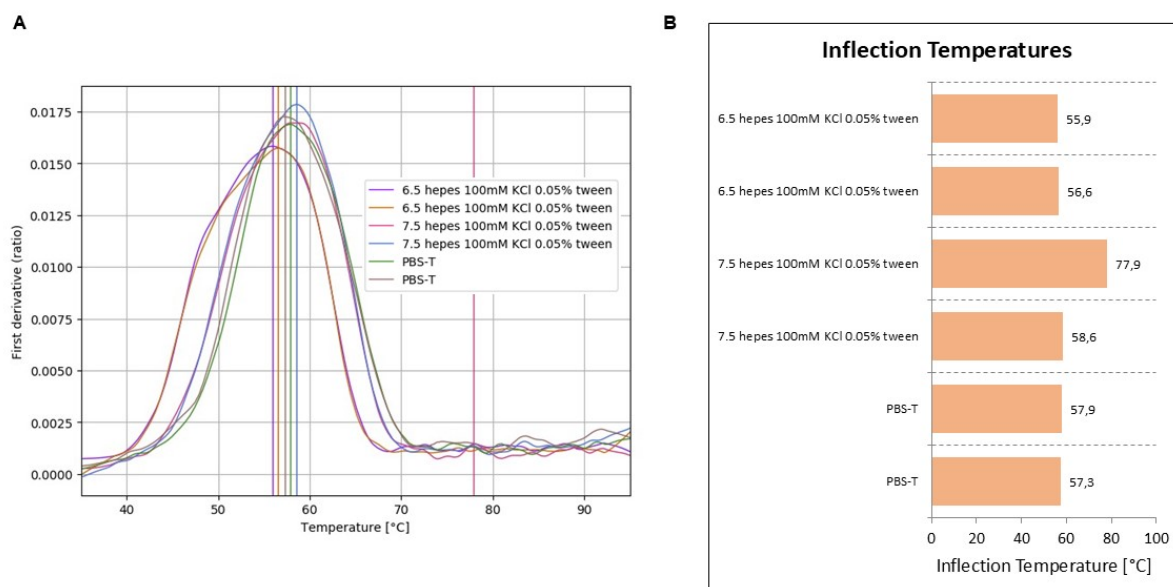 A
0.0175
0.0150
0.0125
0.0100
0.0075
0.0050
0.0025
0.0000
First derivative (ratio)
6.5 hepes 100mM KCl 0.05% tween
6.5 hepes 100mM KCl 0.05% tween
7.5 hepes 100mM KCl 0.05% tween
7.5 hepes 100mM KCl 0.05% tween
PBS-T
PBS-T
40 50 60 70 80 90
Temperature [°C]
B
Inflection Temperatures
6.5 hepes 100mM KCl 0.05% tween 55,9
6.5 hepes 100mM KCl 0.05% tween 56,6
7.5 hepes 100mM KCl 0.05% tween 77,9
7.5 hepes 100mM KCl 0.05% tween 58,6
PBS-T 57,9
PBS-T 57,3
0 20 40 60 80 100
Inflection Temperature [°C]